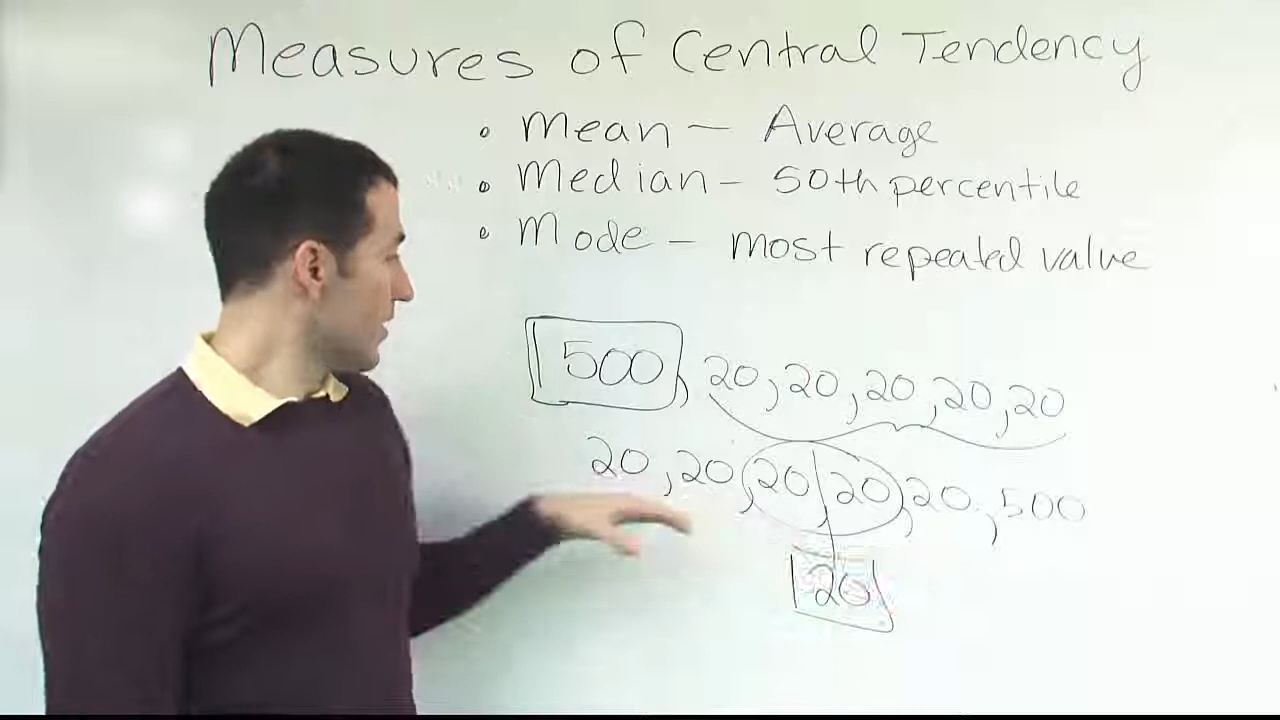 Measures of Central Tendency
• Mean – Average
• Median – 50th percentile
• Mode – most repeated value
500, 20, 20, 20, 20, 20
20, 20, 20, 20, 20, 500
20